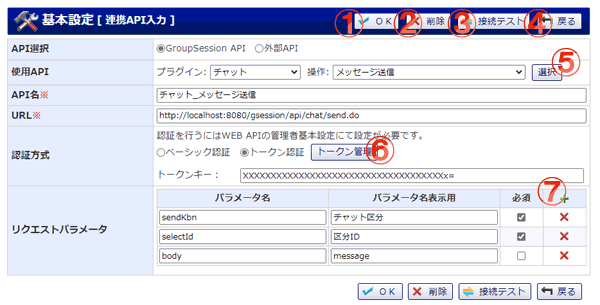 基本設定 [ 連携API入力 ]
① OK ② 削除 ③ 接続テスト ④ 戻る
API選択 GroupSession API 外部API
使用API プラグイン: チャット 操作: メッセージ送信 選択 ⑤
API名※ チャット_メッセージ送信
URL※ http://localhost:8080/gsession/api/chat/send.do
認証方式
認証を行うにはWEB APIの管理者基本設定にて設定が必要です。
ベーシック認証 トークン認証 トークン管理 ⑥
トークンキー:
リクエストパラメータ
パラメータ名 パラメータ名表示用 必須 ⑦
sendKbn チャット区分
selectId 区分ID
body message
OK 削除 接続テスト 戻る